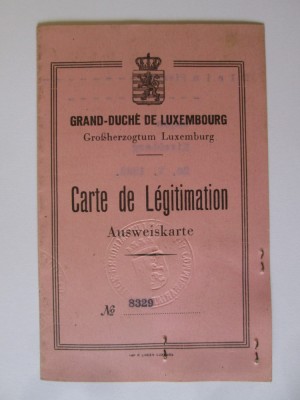 GRAND-DUCHÉ DE LUXEMBOURG
Großherzogtum Luxemburg
Carte de Légitimation
Ausweiskarte
№ 8329